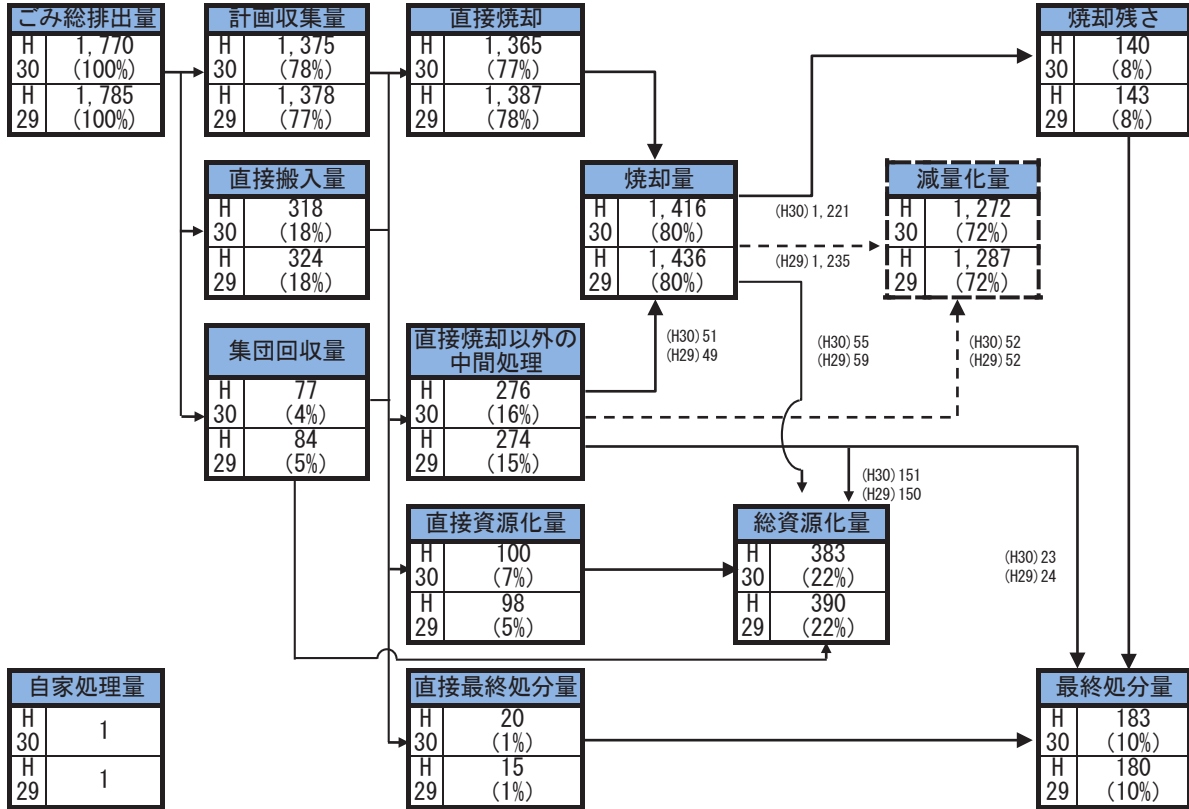 ごみ総排出量
H
30
1,770
(100%)
H
29
1,785
(100%)
計画収集量
H
30
1,375
(78%)
H
29
1,378
(77%)
直接焼却
H
30
1,365
(77%)
H
29
1,387
(78%)
焼却残さ
H
30
140
(8%)
H
29
143
(8%)
直接搬入量
H
30
318
(18%)
H
29
324
(18%)
焼却量
H
30
1,416
(80%)
H
29
1,436
(80%)
(H30)1,221
(H29)1,235
減量化量
H
30
1,272
(72%)
H
29
1,287
(72%)
集団回収量
H
30
77
(4%)
H
29
84
(5%)
直接焼却以外の
中間処理
H
30
276
(16%)
H
29
274
(15%)
(H30)51
(H29)49
(H30)55
(H29)59
(H30)52
(H29)52
(H30)151
(H29)150
直接資源化量
H
30
100
(7%)
H
29
98
(5%)
総資源化量
H
30
383
(22%)
H
29
390
(22%)
(H30)23
(H29)24
自家処理量
H
30
1
H
29
1
直接最終処分量
H
30
20
(1%)
H
29
15
(1%)
最終処分量
H
30
183
(10%)
H
29
180
(10%)